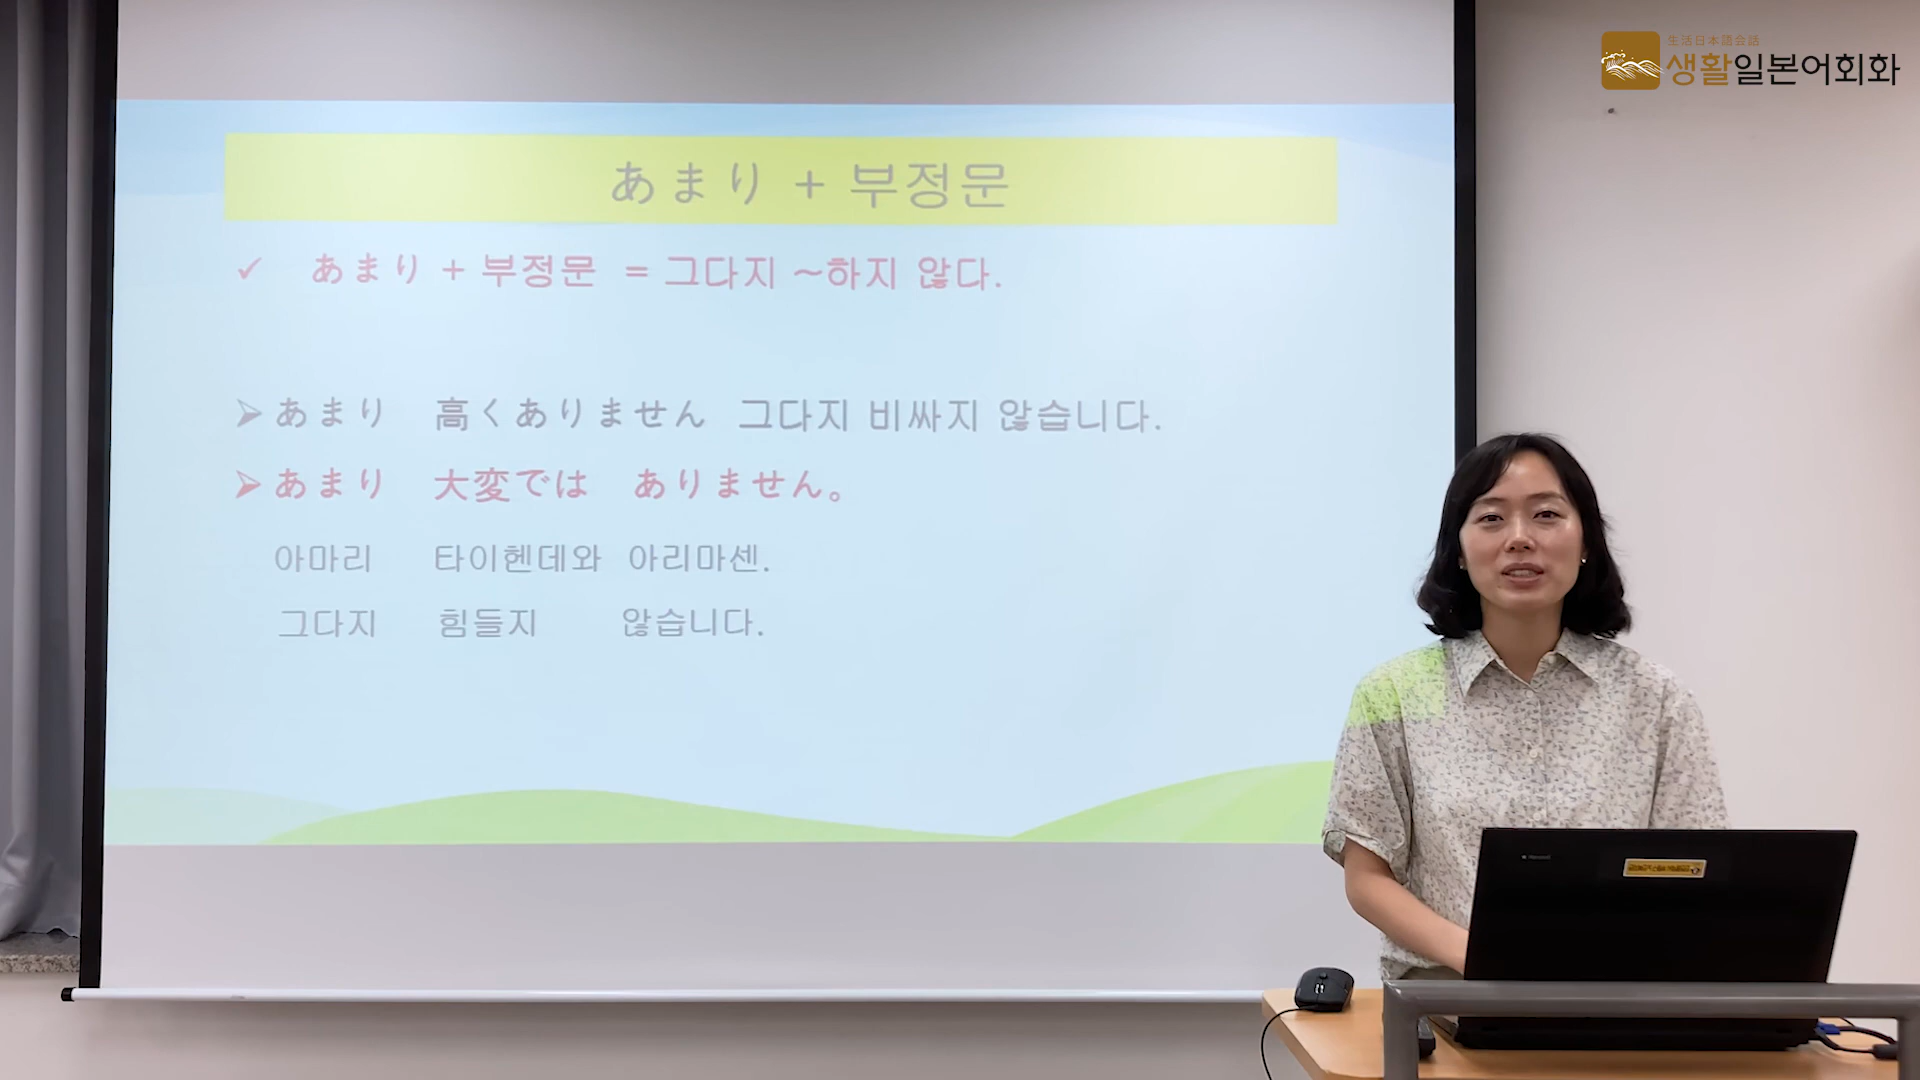 生活日本語会話
생활일본어회화
あまり + 부정문
✓ あまり + 부정문 = 그다지 ~하지 않다.
➢ あまり 高くありません 그다지 비싸지 않습니다.
➢ あまり 大変では ありません。
아마리 타이헨데와 아리마센.
그다지 힘들지 않습니다.